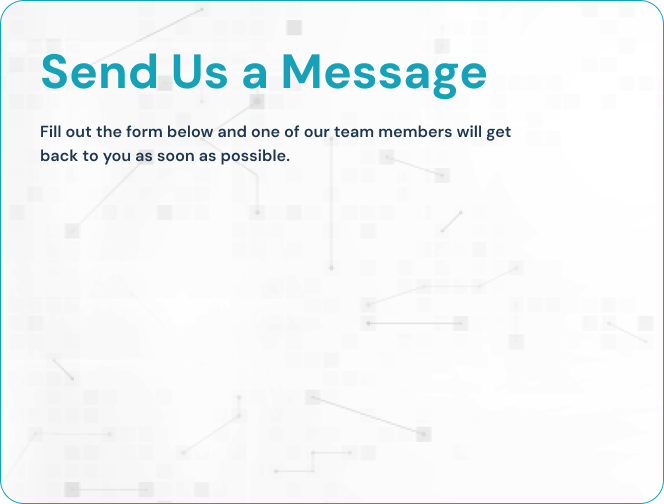 Send Us a Message
Fill out the form below and one of our team members will get
back to you as soon as possible.